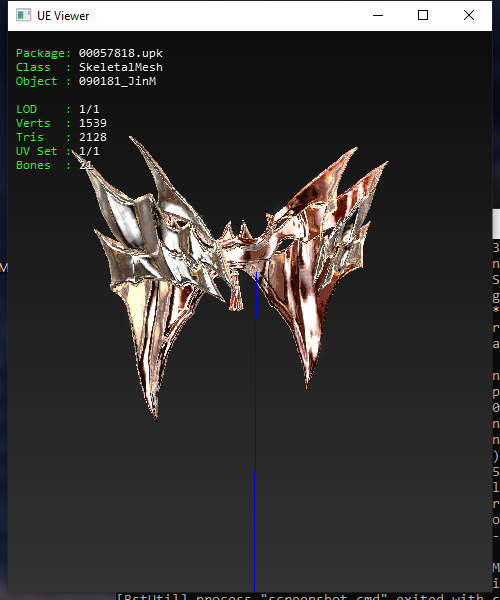 UE Viewer
Package: 00057818.upk
Class : SkeletalMesh
Object : 090181_JinM
LOD : 1/1
Verts : 1539
Tris : 2128
UV Set : 1/1
Bones : 21
[BstUtil] process "screenshot.cmd" exited with c